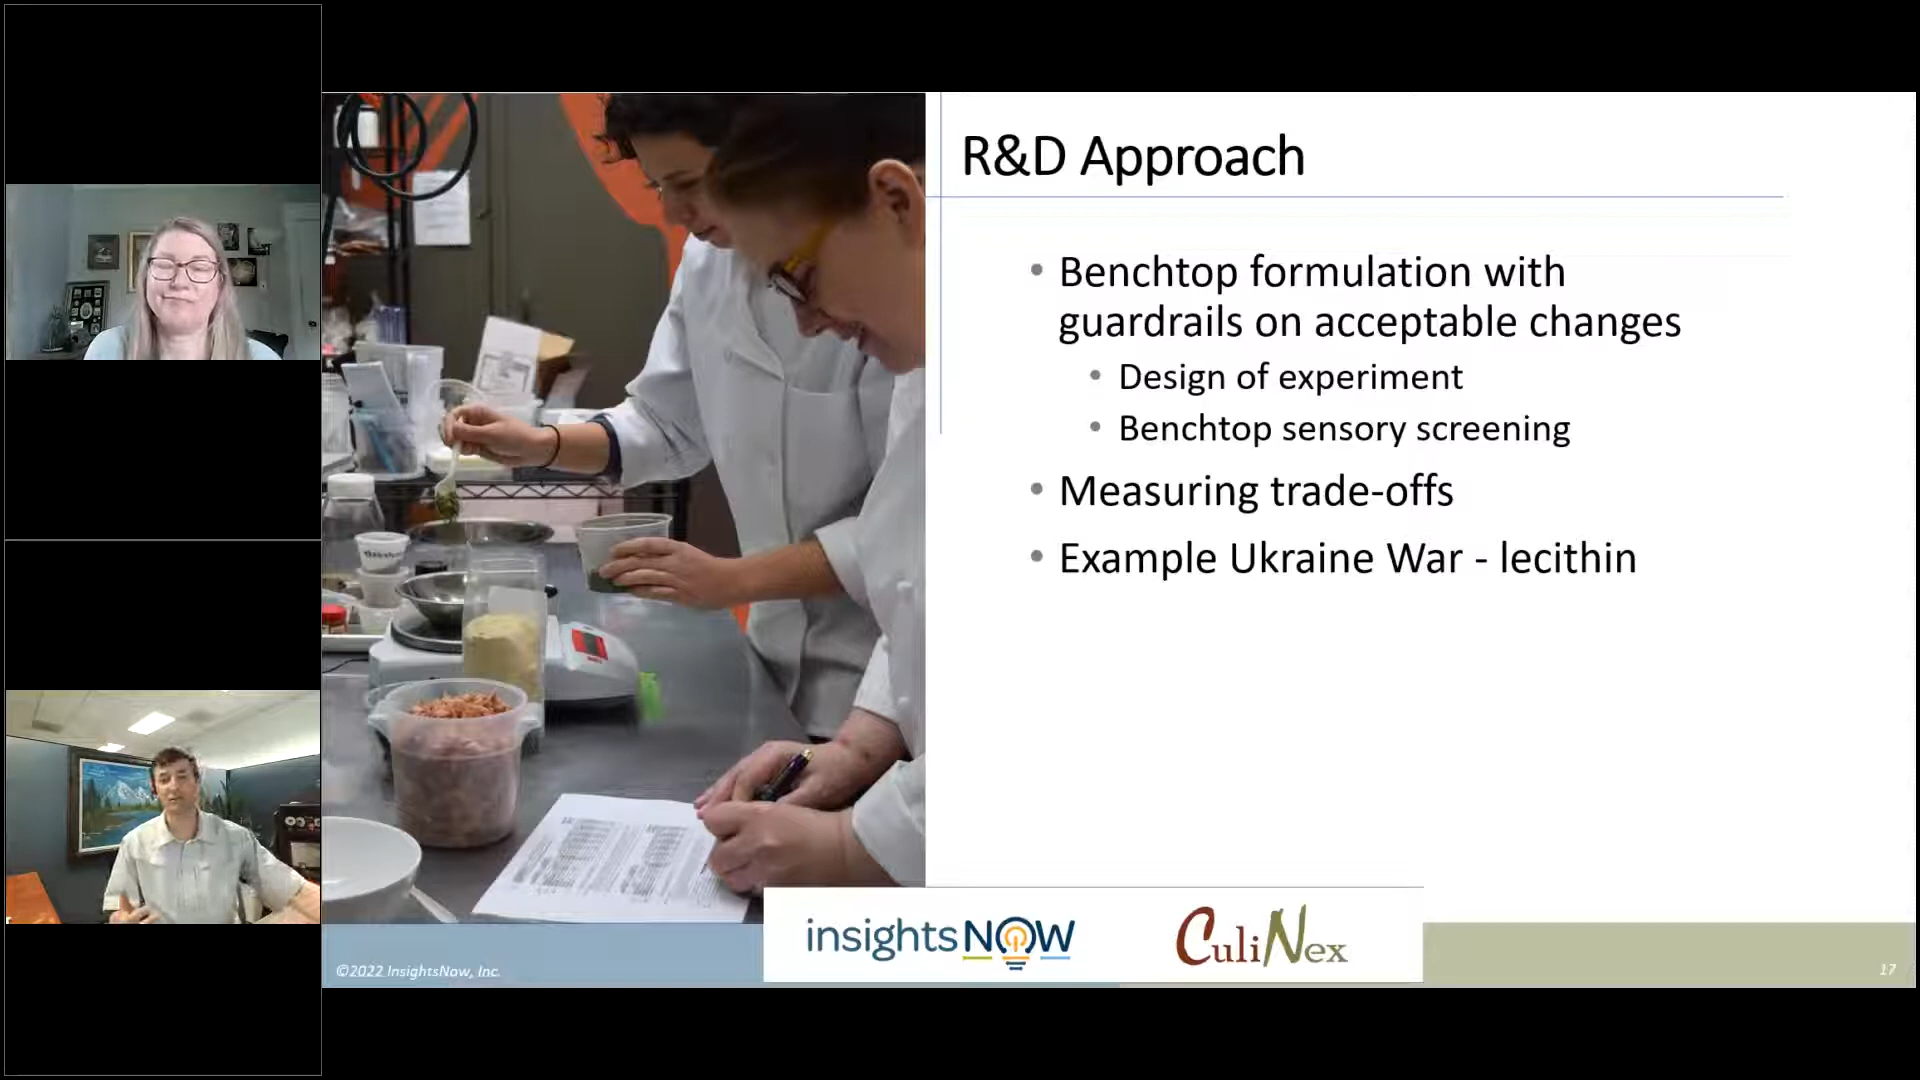 R&D Approach
• Benchtop formulation with
guardrails on acceptable changes
• Design of experiment
• Benchtop sensory screening
• Measuring trade-offs
• Example Ukraine War - lecithin
insightsNOW
CuliNex
©2022 InsightsNow, Inc.
17